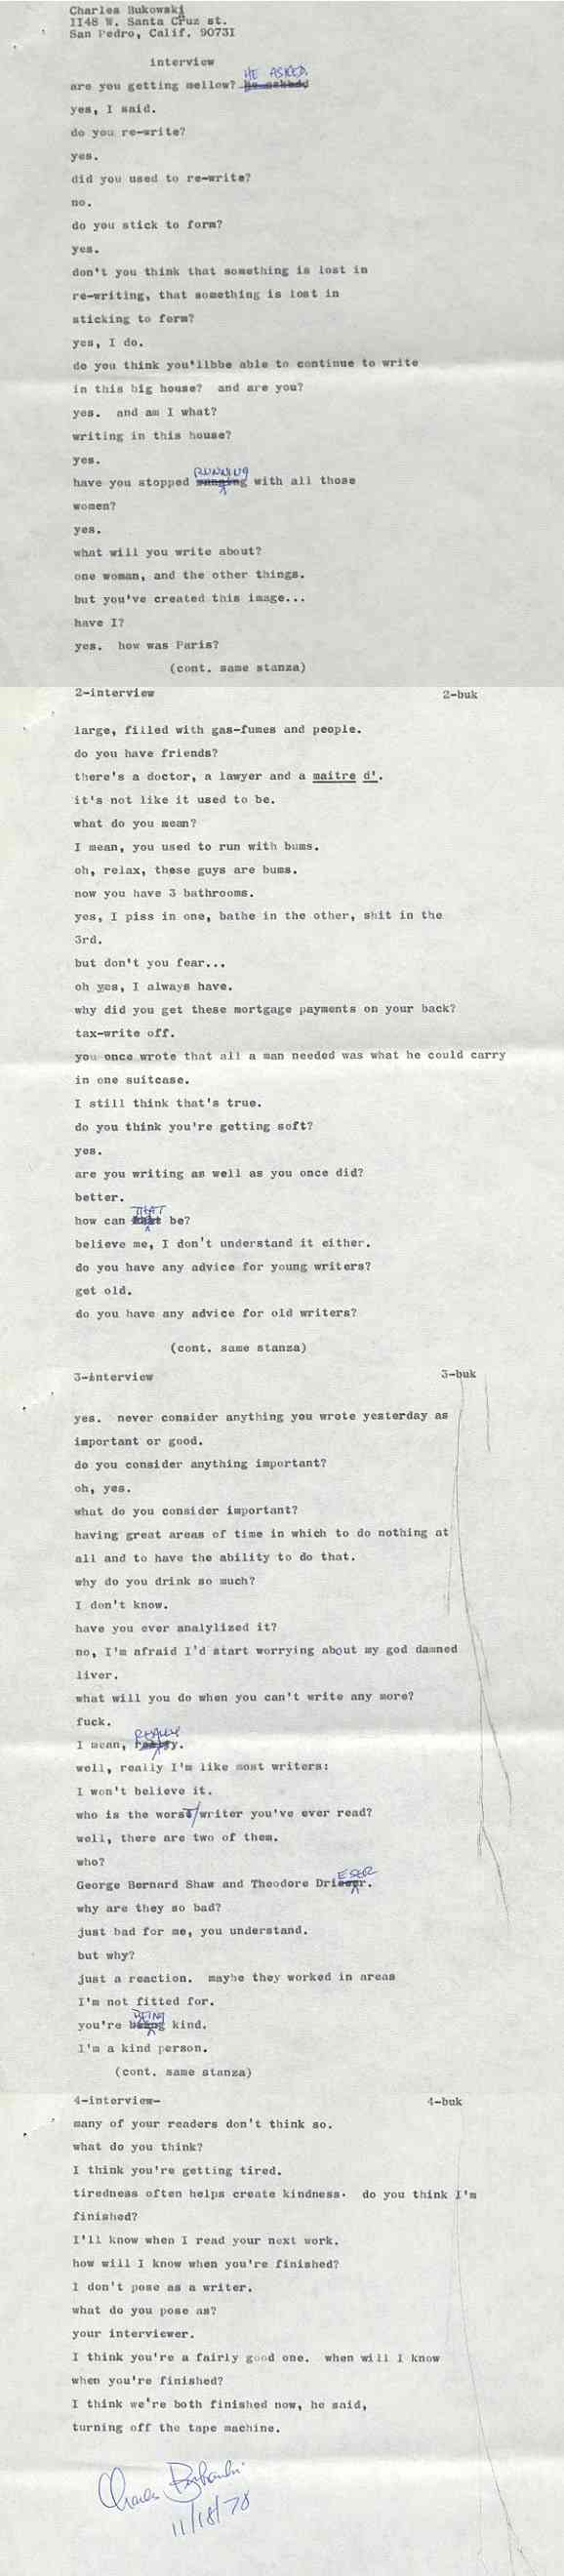 Charles Bukowski
1148 W. Santa Cruz st.
San Pedro, Calif. 90731
interview
are you getting mellow? HE ASKED.
yes, I said.
do you re-write?
yes.
did you used to re-write?
no.
do you stick to form?
yes.
don't you think that something is lost in
re-writing, that something is lost in
sticking to form?
yes, I do.
do you think you'llbbe able to continue to write
in this big house? and are you?
yes. and am I what?
writing in this house?
yes.
have you stopped RUNNING with all those
women?
yes.
what will you write about?
one woman, and the other things.
but you've created this image...
have I?
yes. how was Paris?
(cont. same stanza)
2-interview 2-buk
large, filled with gas-fumes and people.
do you have friends?
there's a doctor, a lawyer and a maitre d'.
it's not like it used to be.
what do you mean?
I mean, you used to run with bums.
oh, relax, these guys are bums.
now you have 3 bathrooms.
yes, I piss in one, bathe in the other, shit in the
3rd.
but don't you fear...
oh yes, I always have.
why did you get these mortgage payments on your back?
tax-write off.
you once wrote that all a man needed was what he could carry
in one suitcase.
I still think that's true.
do you think you're getting soft?
yes.
are you writing as well as you once did?
better.
how can THAT be?
believe me, I don't understand it either.
do you have any advice for young writers?
get old.
do you have any advice for old writers?
(cont. same stanza)
3-interview 3-buk
yes. never consider anything you wrote yesterday as
important or good.
do you consider anything important?
oh, yes.
what do you consider important?
having great areas of time in which to do nothing at
all and to have the ability to do that.
why do you drink so much?
I don't know.
have you ever analylized it?
no, I'm afraid I'd start worrying about my god damned
liver.
what will you do when you can't write any more?
fuck.
I mean, REALLY.
well, really I'm like most writers:
I won't believe it.
who is the worst/writer you've ever read?
well, there are two of them.
who?
George Bernard Shaw and Theodore DriESER.
why are they so bad?
just bad for me, you understand.
but why?
just a reaction. maybe they worked in areas
I'm not fitted for.
you're BEING kind.
I'm a kind person.
(cont. same stanza)
4-interview- 4-buk
many of your readers don't think so.
what do you think?
I think you're getting tired.
tiredness often helps create kindness. do you think I'm
finished?
I'll know when I read your next work.
how will I know when you're finished?
I don't pose as a writer.
what do you pose as?
your interviewer.
I think you're a fairly good one. when will I know
when you're finished?
I think we're both finished now, he said,
turning off the tape machine.
Charles Bukowski
11/18/78